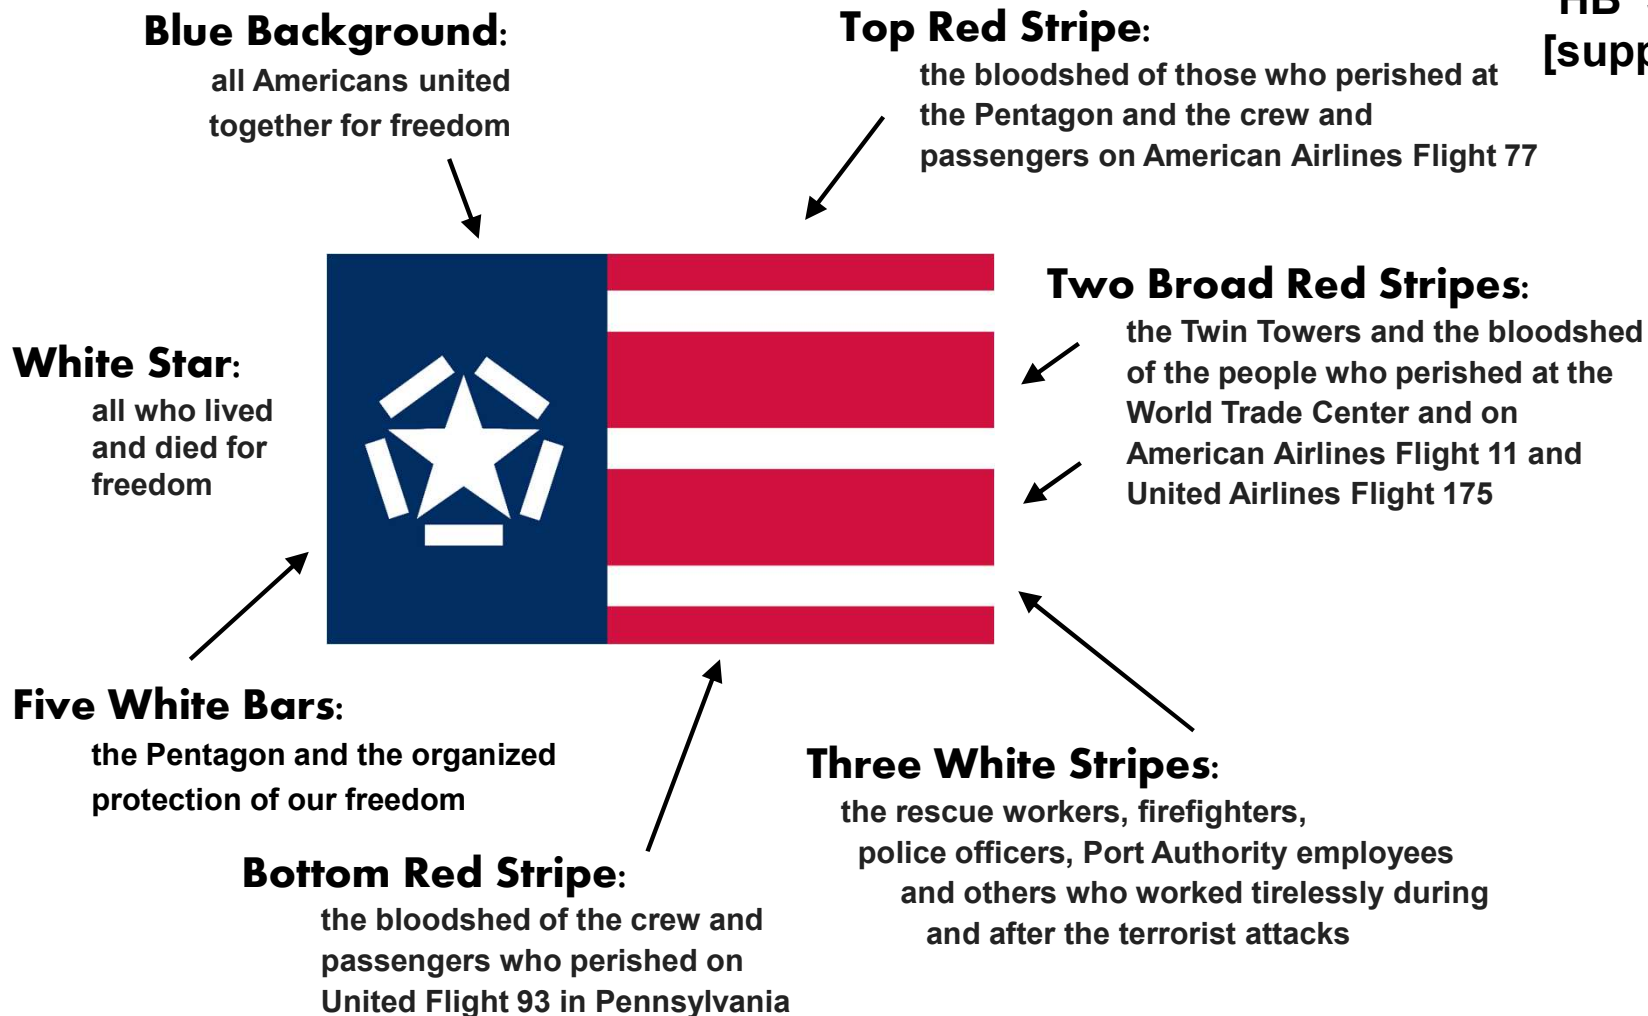 HB
[supp
Blue Background:
all Americans united
together for freedom
Top Red Stripe:
the bloodshed of those who perished at
the Pentagon and the crew and
passengers on American Airlines Flight 77
Two Broad Red Stripes:
the Twin Towers and the bloodshed
of the people who perished at the
World Trade Center and on
American Airlines Flight 11 and
United Airlines Flight 175
White Star:
all who lived
and died for
freedom
Five White Bars:
the Pentagon and the organized
protection of our freedom
Three White Stripes:
the rescue workers, firefighters,
police officers, Port Authority employees
and others who worked tirelessly during
and after the terrorist attacks
Bottom Red Stripe:
the bloodshed of the crew and
passengers who perished on
United Flight 93 in Pennsylvania